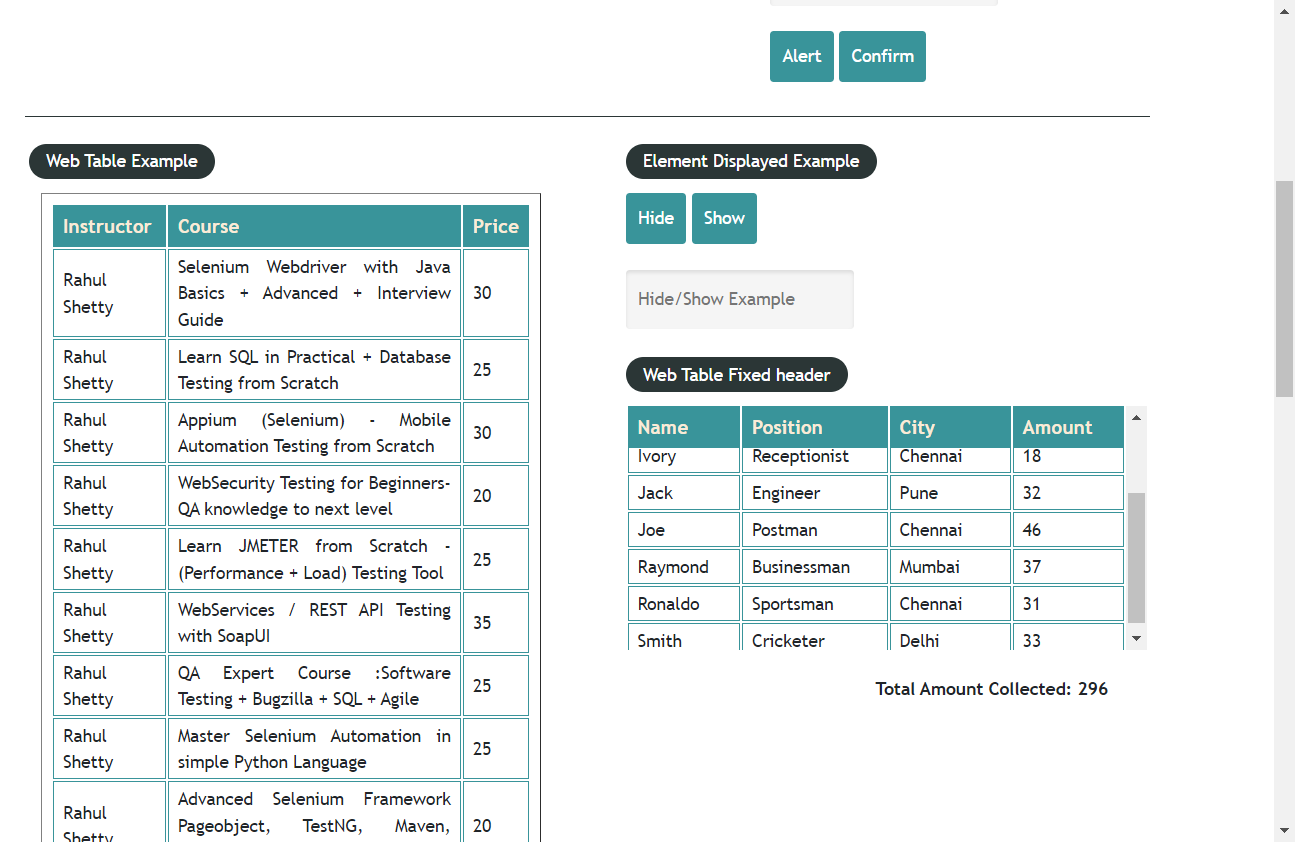 Alert Confirm
Web Table Example
Instructor Course Price
Rahul
Shetty
Selenium Webdriver with Java
Basics + Advanced + Interview
Guide
30
Rahul
Shetty
Learn SQL in Practical + Database
Testing from Scratch
25
Rahul
Shetty
Appium (Selenium) - Mobile
Automation Testing from Scratch
30
Rahul
Shetty
WebSecurity Testing for Beginners-
QA knowledge to next level
20
Rahul
Shetty
Learn JMETER from Scratch -
(Performance + Load) Testing Tool
25
Rahul
Shetty
WebServices / REST API Testing
with SoapUI
35
Rahul
Shetty
QA Expert Course :Software
Testing + Bugzilla + SQL + Agile
25
Rahul
Shetty
Master Selenium Automation in
simple Python Language
25
Rahul
Shetty
Advanced Selenium Framework
Pageobject, TestNG, Maven,
20
Element Displayed Example
Hide Show
Hide/Show Example
Web Table Fixed header
Name Position City Amount
Ivory Receptionist Chennai 18
Jack Engineer Pune 32
Joe Postman Chennai 46
Raymond Businessman Mumbai 37
Ronaldo Sportsman Chennai 31
Smith Cricketer Delhi 33
Total Amount Collected: 296